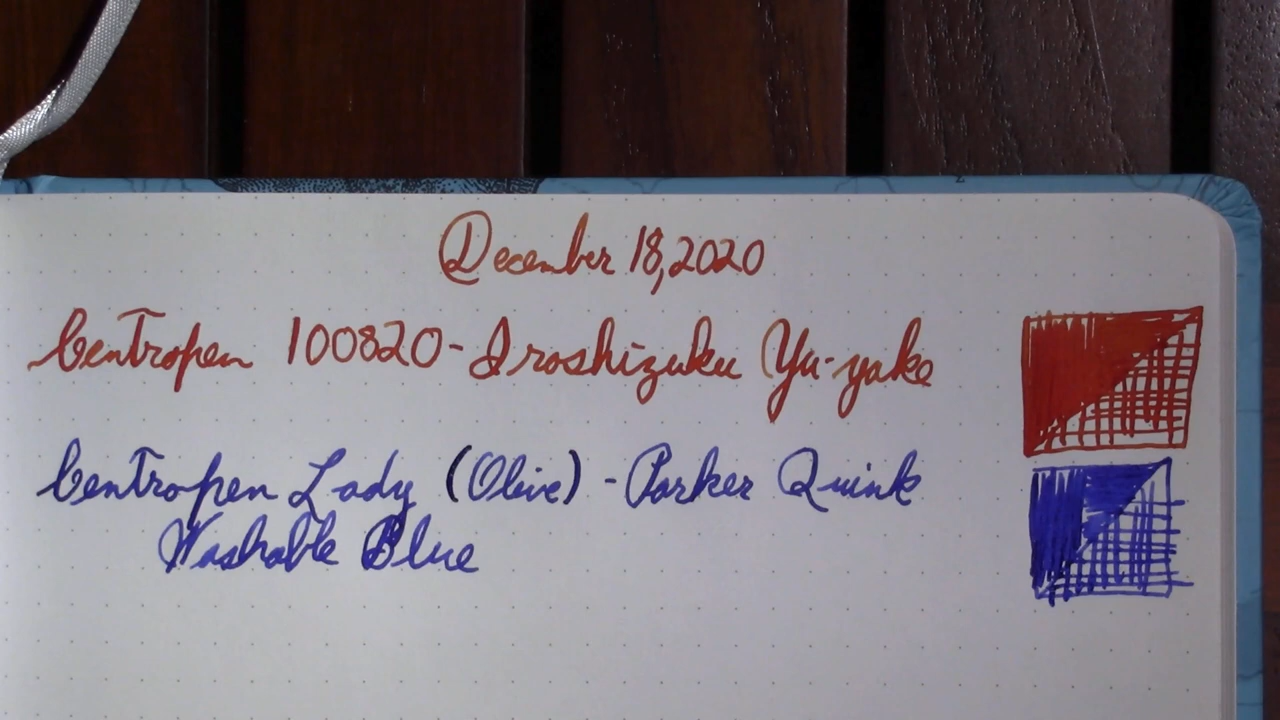 December 18, 2020
Centropen 100820 - Iroshizuku Yu-yake
Centropen Lady (Olive) - Parker Quink
Washable Blue